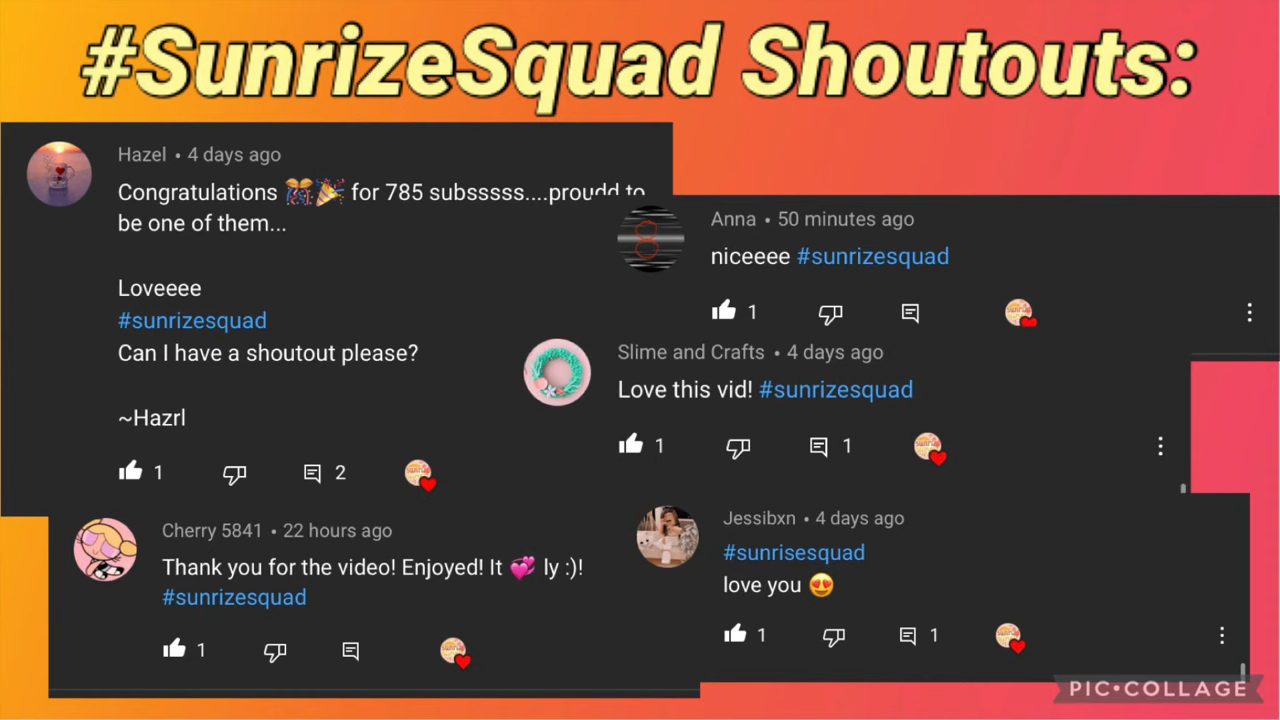 #SunrizeSquad Shoutouts:
Hazel • 4 days ago
Congratulations 🎊🎉 for 785 subsssss....proudd to
be one of them...
Loveeee
#sunrizesquad
Can I have a shoutout please?
~Hazrl
1 2
Anna • 50 minutes ago
niceeee #sunrizesquad
1
Slime and Crafts • 4 days ago
Love this vid! #sunrizesquad
1 1
Cherry 5841 • 22 hours ago
Thank you for the video! Enjoyed! It 💞 ly :)!
#sunrizesquad
1
Jessibxn • 4 days ago
#sunrisesquad
love you 😍
1 1
PIC•COLLAGE